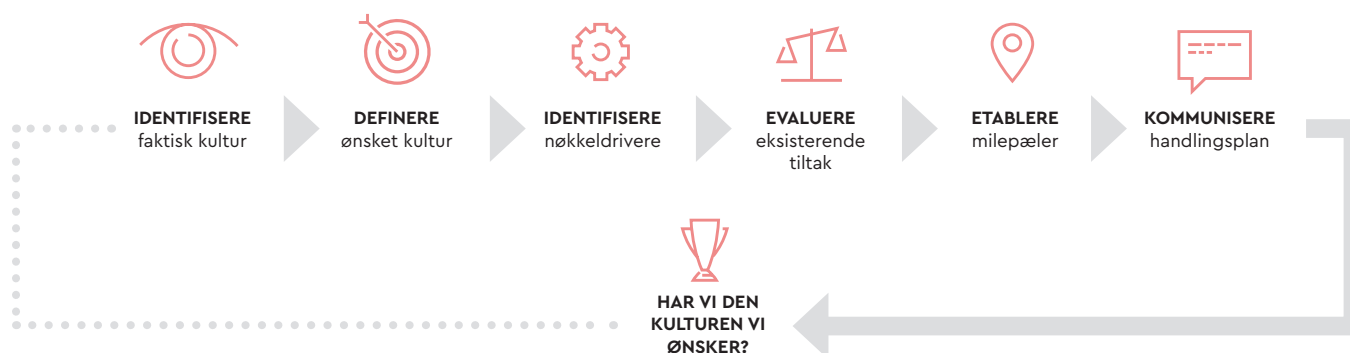 IDENTIFISERE
faktisk kultur
DEFINERE
ønsket kultur
IDENTIFISERE
nøkkeldrivere
EVALUERE
eksisterende
tiltak
ETABLERE
milepæler
KOMMUNISERE
handlingsplan
HAR VI DEN
KULTUREN VI
ØNSKER?